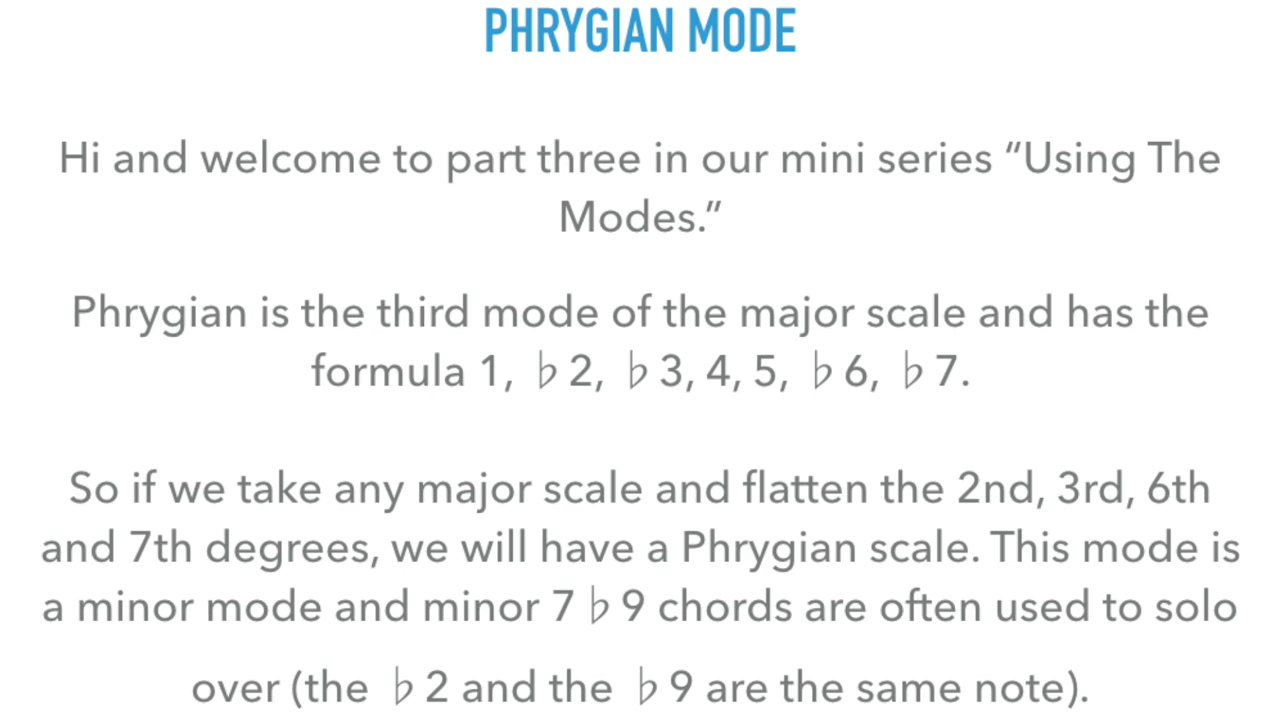 PHRYGIAN MODE
Hi and welcome to part three in our mini series “Using The
Modes.”
Phrygian is the third mode of the major scale and has the
formula 1, ♭2, ♭3, 4, 5, ♭6, ♭7.
So if we take any major scale and flatten the 2nd, 3rd, 6th
and 7th degrees, we will have a Phrygian scale. This mode is
a minor mode and minor 7♭9 chords are often used to solo
over (the ♭2 and the ♭9 are the same note).